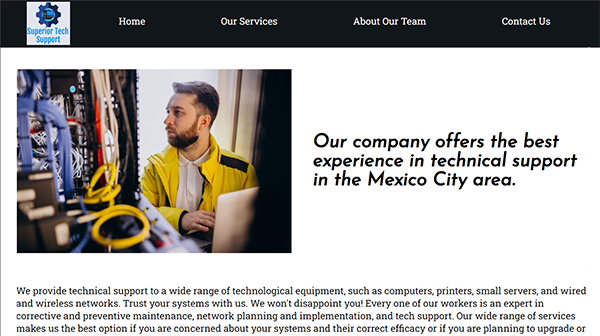 Superior Tech
Support
Home Our Services About Our Team Contact Us
Our company offers the best
experience in technical support
in the Mexico City area.
We provide technical support to a wide range of technological equipment, such as computers, printers, small servers, and wired
and wireless networks. Trust your systems with us. We won't disappoint you! Every one of our workers is an expert in
corrective and preventive maintenance, network planning and implementation, and tech support. Our wide range of services
makes us the best option if you are concerned about your systems and their correct efficacy or if you are planning to upgrade or